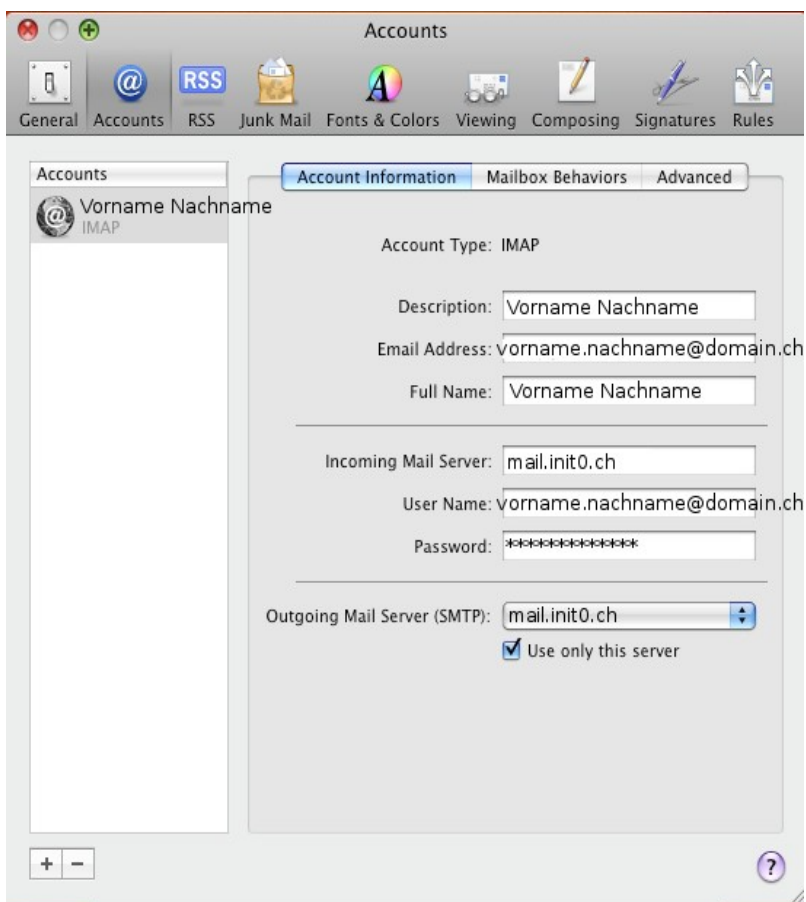 Accounts
General Accounts RSS Junk Mail Fonts & Colors Viewing Composing Signatures Rules
RSS
Accounts
Vorname Nachname
IMAP
Account Information Mailbox Behaviors Advanced
Account Type: IMAP
Description: Vorname Nachname
Email Address: vorname.nachname@domain.ch
Full Name: Vorname Nachname
Incoming Mail Server: mail.init0.ch
User Name: vorname.nachname@domain.ch
Password: **************
Outgoing Mail Server (SMTP): mail.init0.ch
Use only this server
+ − ?